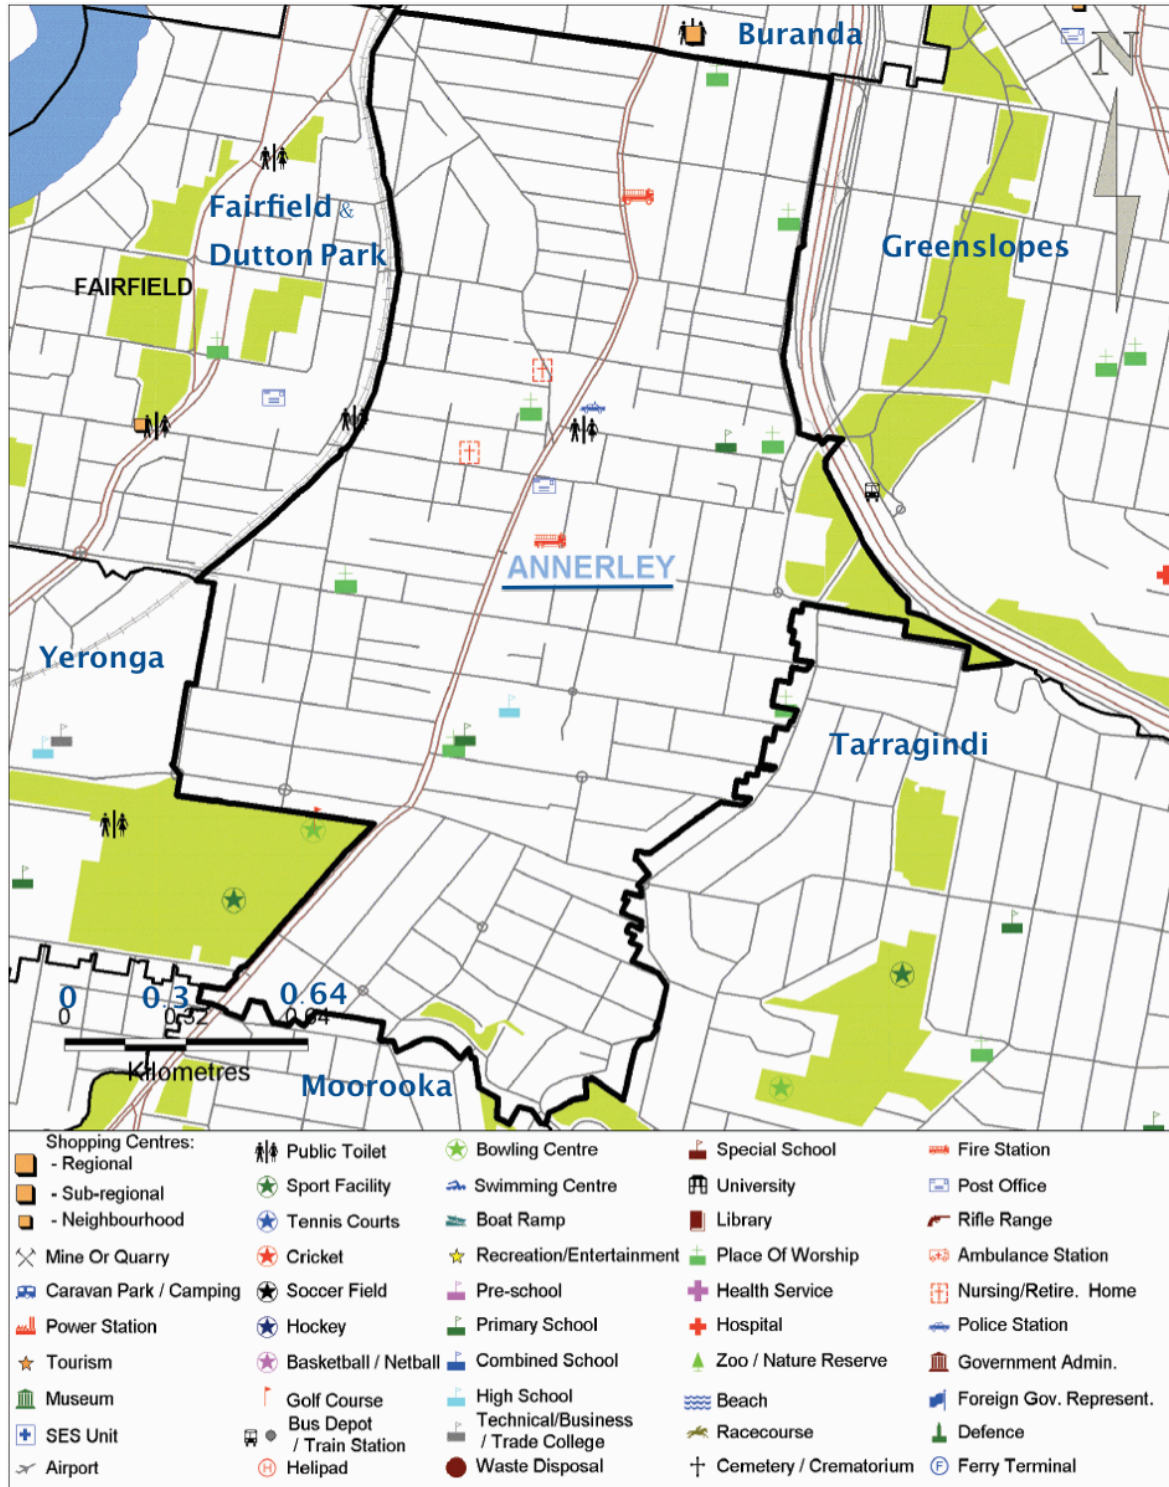 Buranda
N
Fairfield &
Dutton Park
Greenslopes
FAIRFIELD
ANNERLEY
Yeronga
Tarragindi
0 0.3 0.64
0 0.32 0.64
Kilometres
Moorooka
Shopping Centres:
- Regional
- Sub-regional
- Neighbourhood
Mine Or Quarry
Caravan Park / Camping
Power Station
Tourism
Museum
SES Unit
Airport
Public Toilet
Sport Facility
Tennis Courts
Cricket
Soccer Field
Hockey
Basketball / Netball
Golf Course
Bus Depot
/ Train Station
H Helipad
Bowling Centre
Swimming Centre
Boat Ramp
Recreation/Entertainment
Pre-school
Primary School
Combined School
High School
Technical/Business
/ Trade College
Waste Disposal
Special School
University
Library
Place Of Worship
Health Service
Hospital
Zoo / Nature Reserve
Beach
Racecourse
Cemetery / Crematorium
Fire Station
Post Office
Rifle Range
Ambulance Station
Nursing/Retire. Home
Police Station
Government Admin.
Foreign Gov. Represent.
Defence
F Ferry Terminal